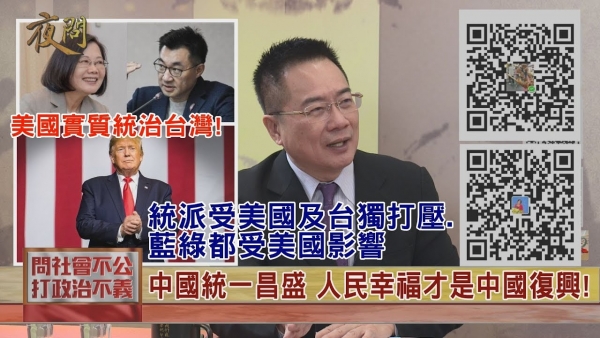 夜問
美國實質統治台灣!
統派受美國及台獨打壓.
藍綠都受美國影響
問社會不公
打政治不義
中國統一昌盛 人民幸福才是中國復興!